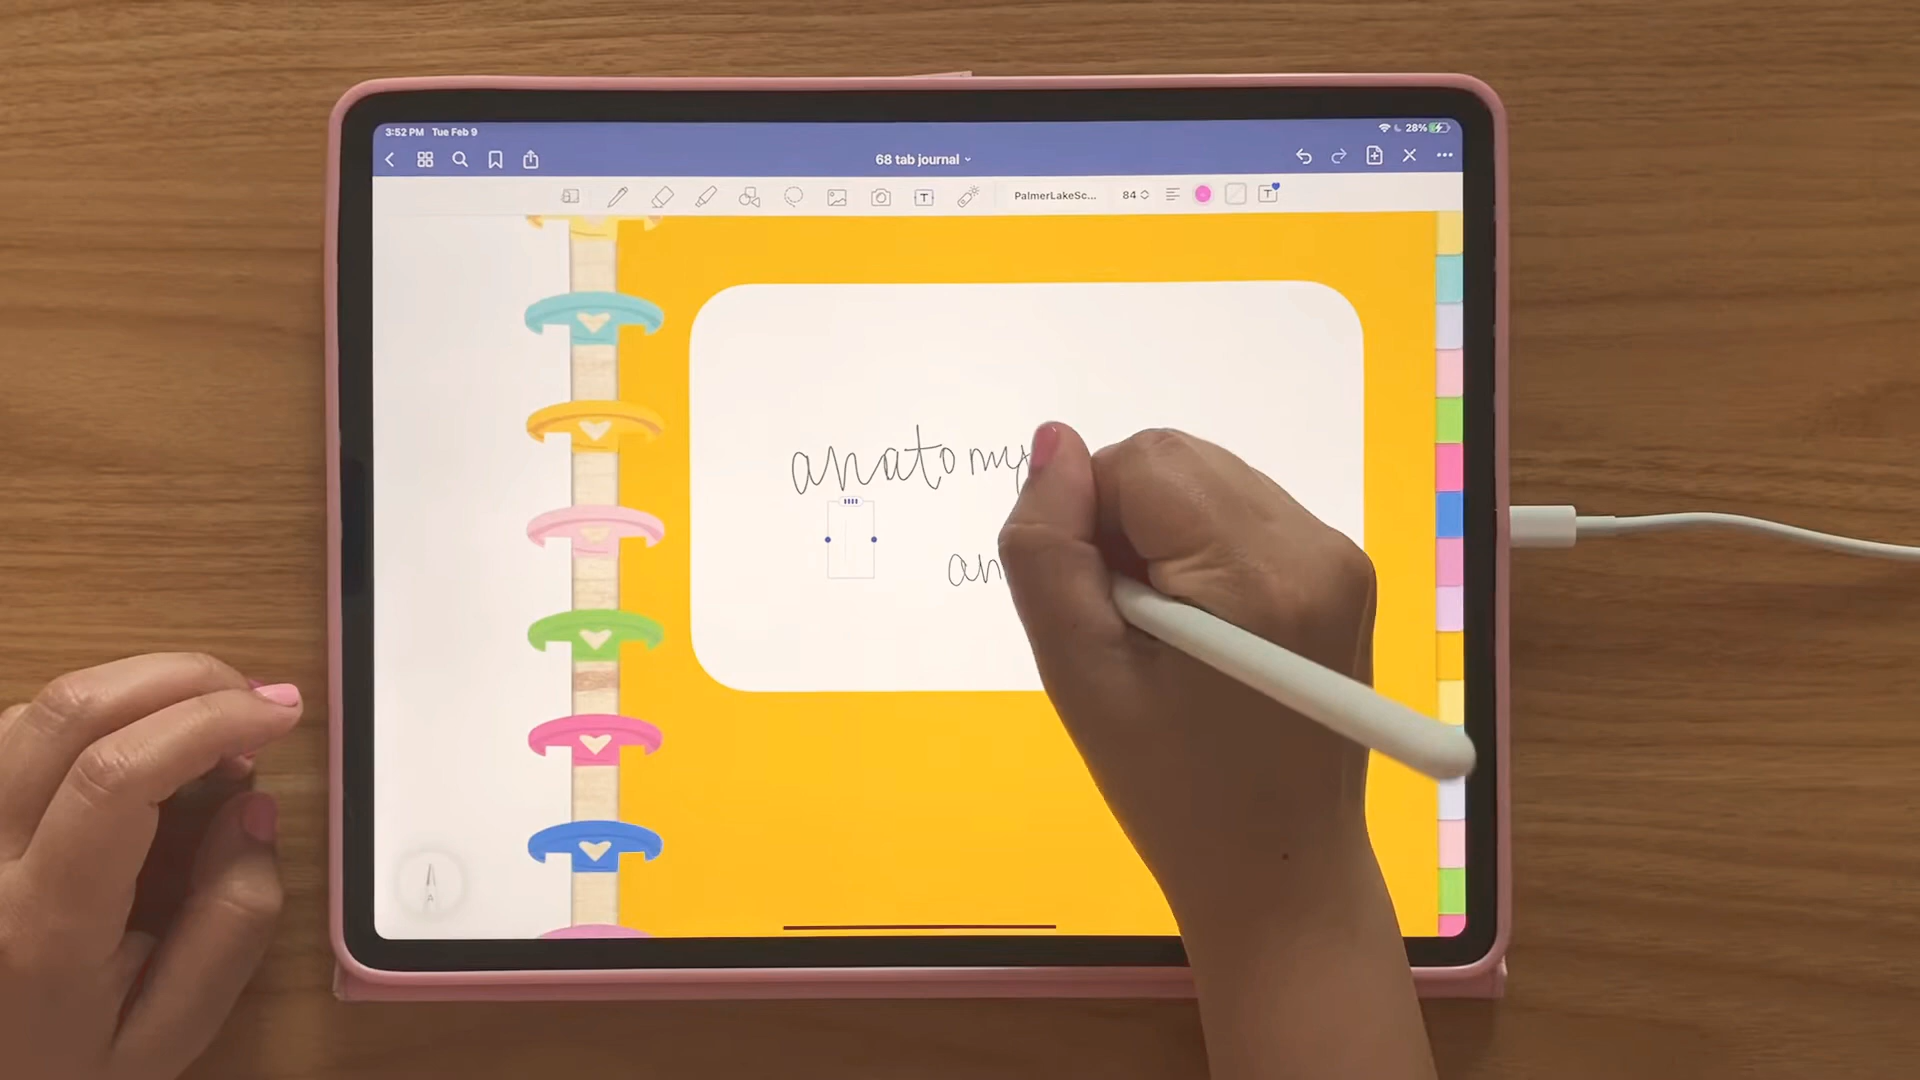 3:52 PM Tue Feb 9
28%
68 tab journal
T
PalmerLakeSc...
84
T
anatomy
an
A